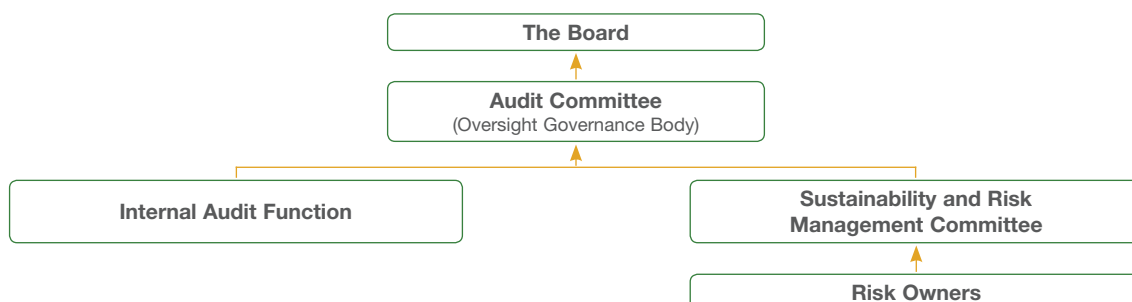 The Board
Audit Committee
(Oversight Governance Body)
Internal Audit Function
Sustainability and Risk
Management Committee
Risk Owners